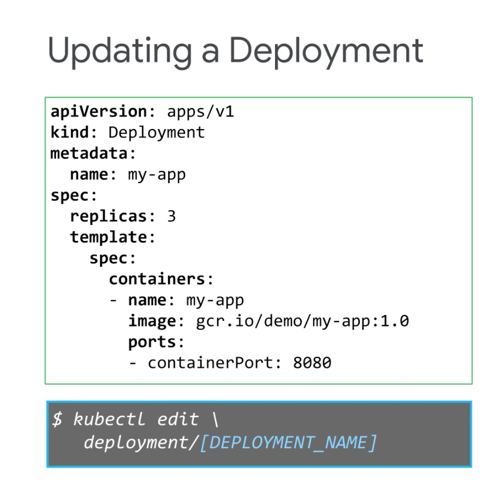 Updating a Deployment
apiVersion: apps/v1
kind: Deployment
metadata:
  name: my-app
spec:
  replicas: 3
  template:
    spec:
      containers:
      - name: my-app
        image: gcr.io/demo/my-app:1.0
        ports:
        - containerPort: 8080
$ kubectl edit \
   deployment/[DEPLOYMENT_NAME]